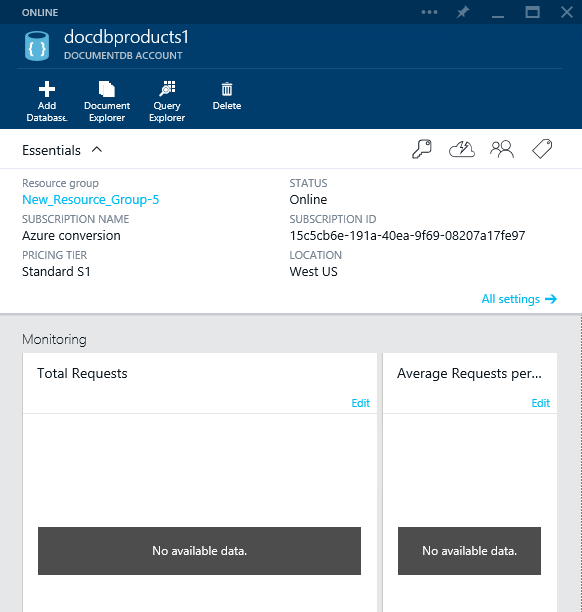 ONLINE
docdbproducts1
DOCUMENTDB ACCOUNT
Add Database
Document Explorer
Query Explorer
Delete
Essentials
Resource group
New_Resource_Group-5
STATUS
Online
SUBSCRIPTION NAME
Azure conversion
SUBSCRIPTION ID
15c5cb6e-191a-40ea-9f69-08207a17fe97
PRICING TIER
Standard S1
LOCATION
West US
All settings →
Monitoring
Total Requests
Edit
No available data.
Average Requests per...
Edit
No available data.